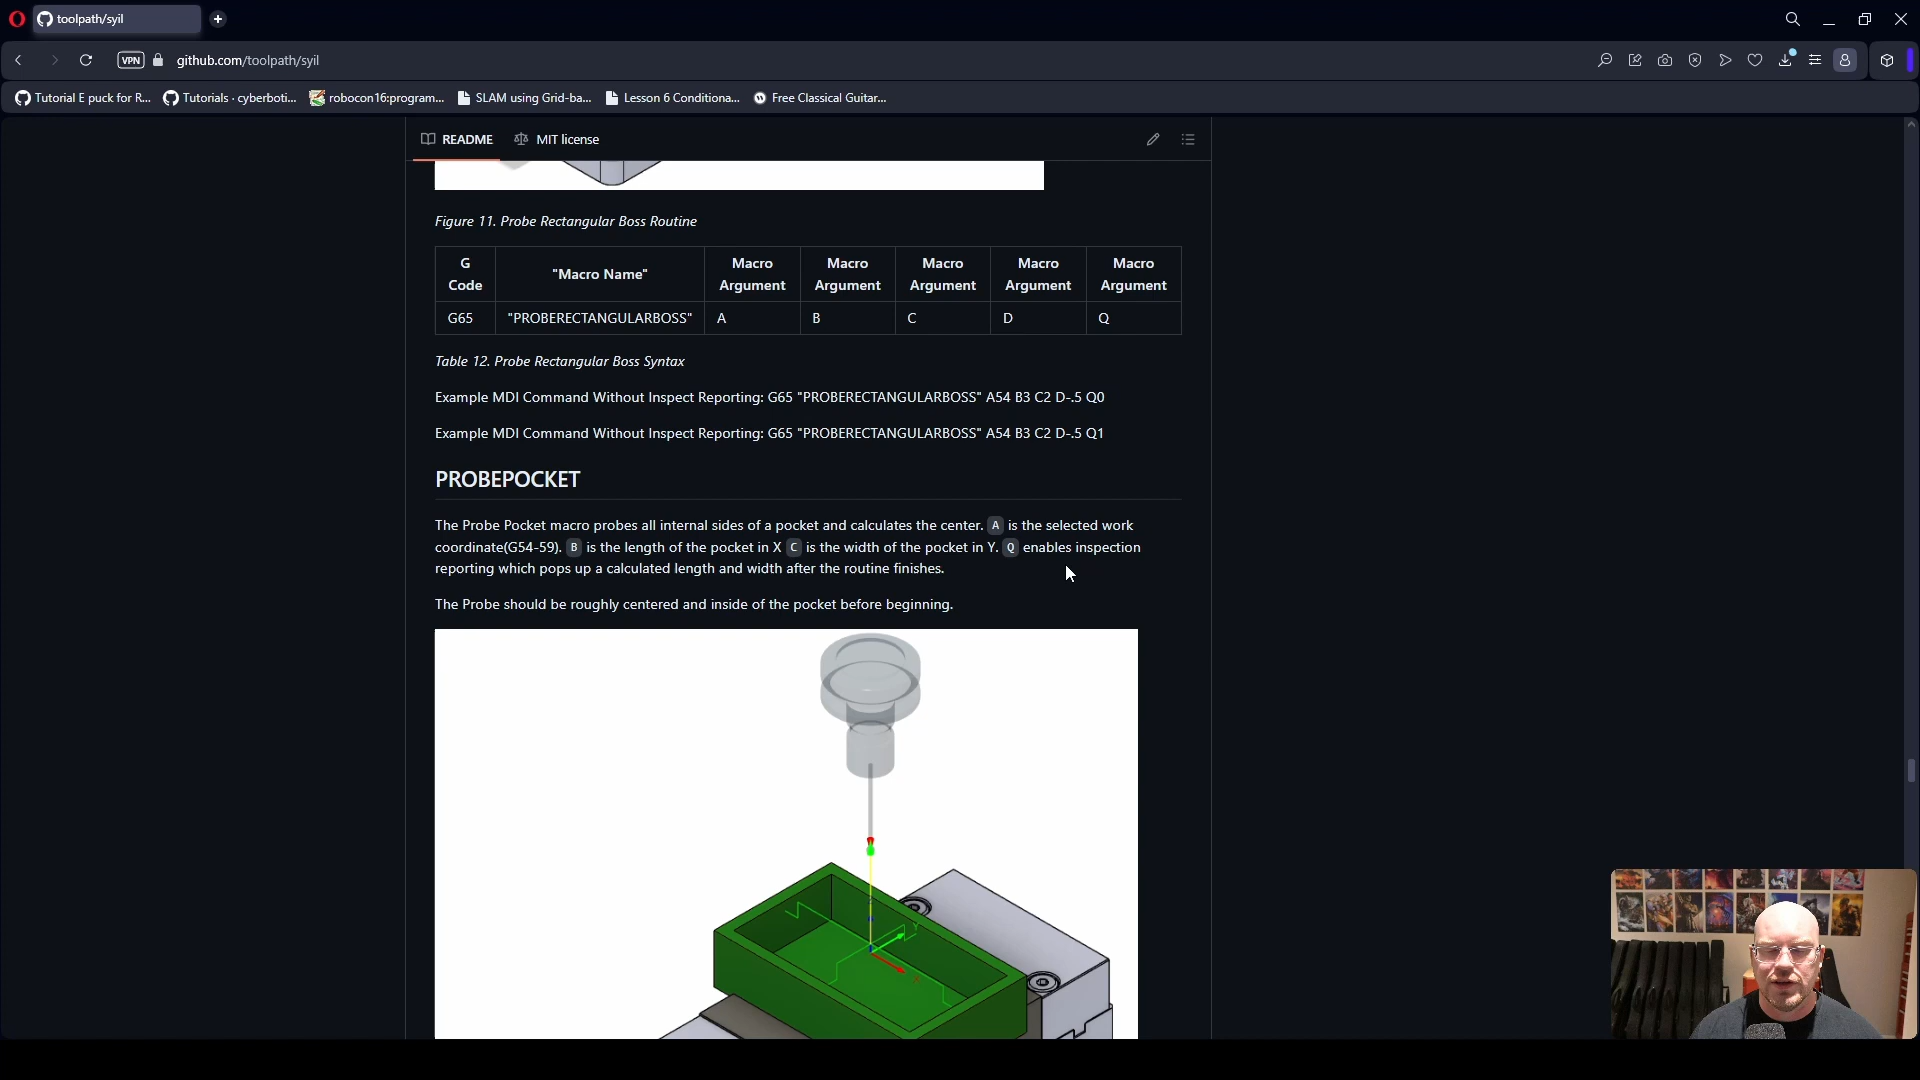 toolpath/syil
VPN
github.com/toolpath/syil
Tutorial E puck for R...
Tutorials · cyberboti...
robocon16:program...
SLAM using Grid-ba...
Lesson 6 Conditiona...
Free Classical Guitar...
README
MIT license
Figure 11. Probe Rectangular Boss Routine
G Code "Macro Name" Macro Argument Macro Argument Macro Argument Macro Argument Macro Argument
G65 "PROBERECTANGULARBOSS" A B C D Q
Table 12. Probe Rectangular Boss Syntax
Example MDI Command Without Inspect Reporting: G65 "PROBERECTANGULARBOSS" A54 B3 C2 D-.5 Q0
Example MDI Command Without Inspect Reporting: G65 "PROBERECTANGULARBOSS" A54 B3 C2 D-.5 Q1
PROBEPOCKET
The Probe Pocket macro probes all internal sides of a pocket and calculates the center. A is the selected work
coordinate(G54-59). B is the length of the pocket in X C is the width of the pocket in Y. Q enables inspection
reporting which pops up a calculated length and width after the routine finishes.
The Probe should be roughly centered and inside of the pocket before beginning.
Y
X